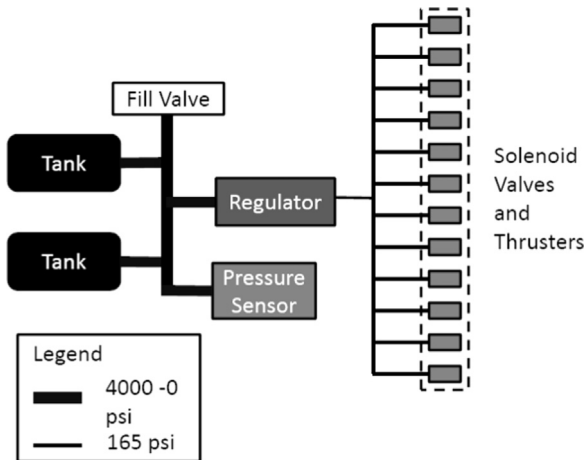 Fill Valve
Tank
Regulator
Tank
Pressure
Sensor
Solenoid
Valves
and
Thrusters
Legend
4000 -0
psi
165 psi